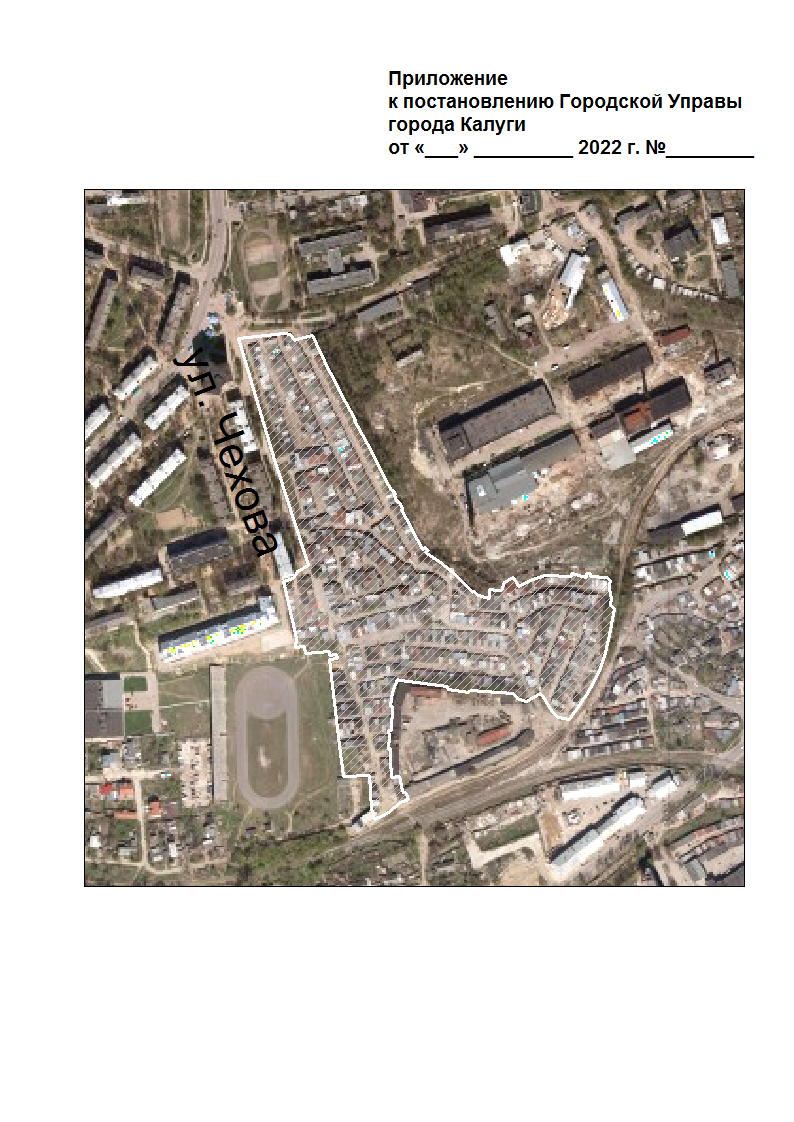 Приложение
к постановлению Городской Управы
города Калуги
от «___» _________ 2022 г. №________
ул. Чехова